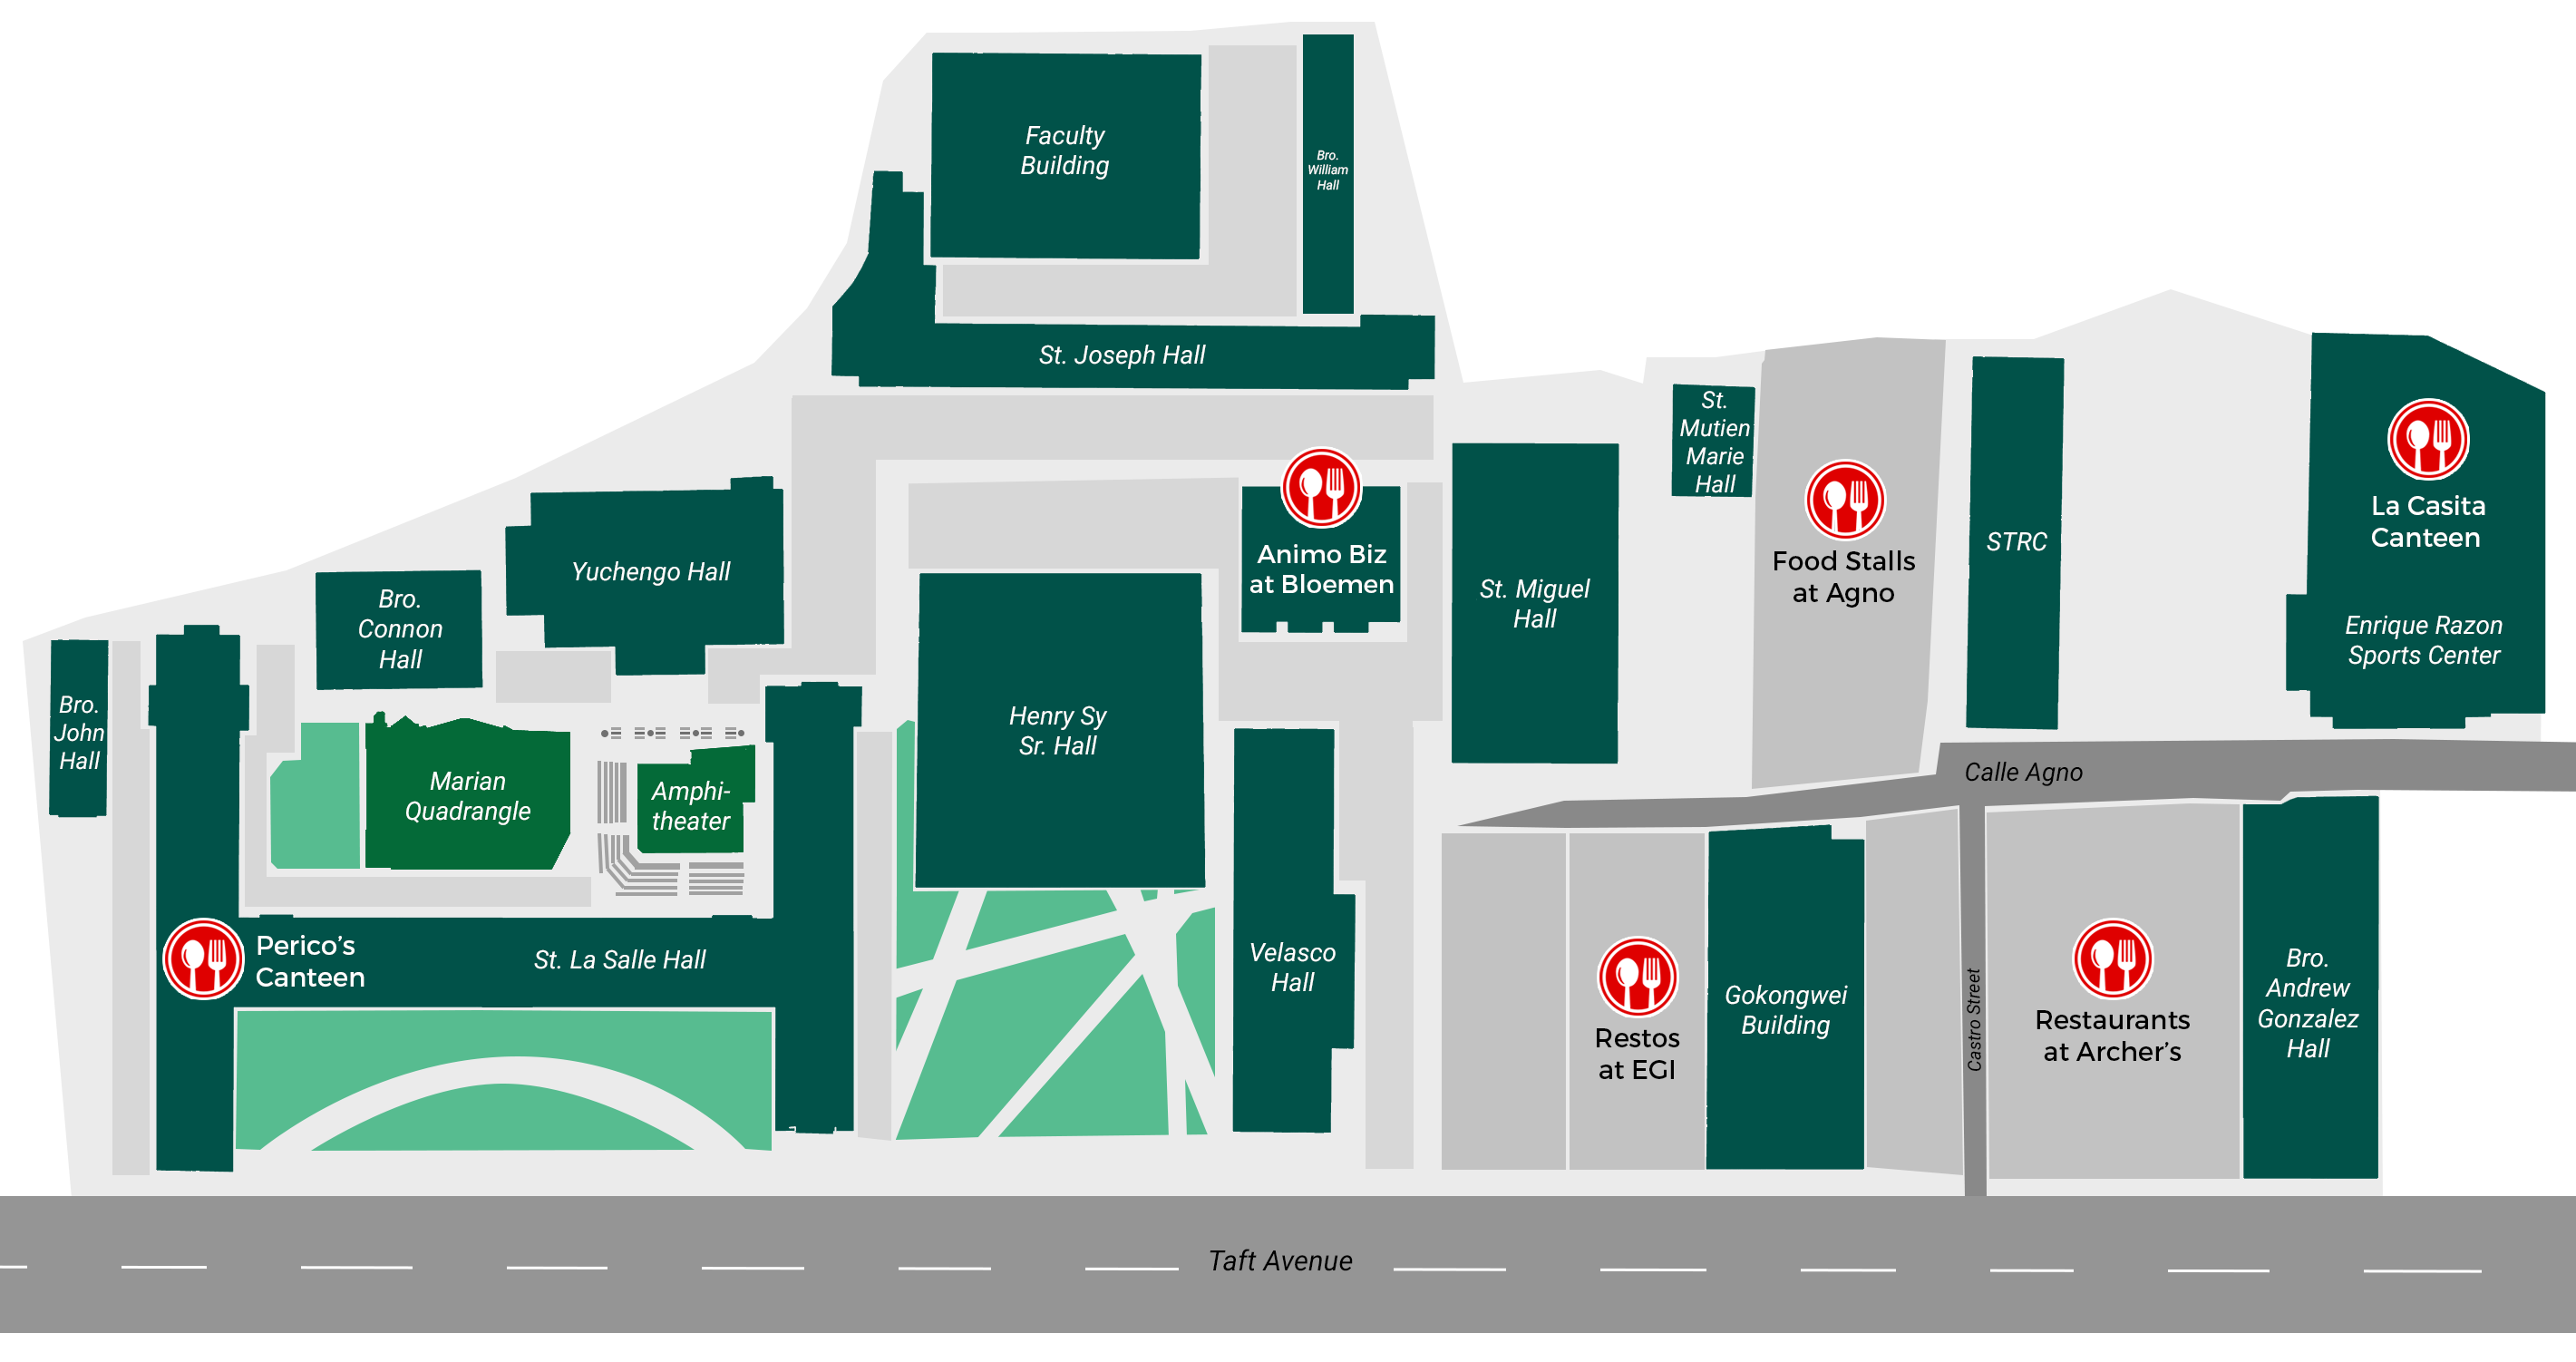 Faculty
Building
Bro.
William
Hall
St. Joseph Hall
St.
Mutien
Marie
Hall
Yuchengo Hall
Bro.
Connon
Hall
Bro.
John
Hall
Marian
Quadrangle
Amphi-
theater
Henry Sy
Sr. Hall
Animo Biz
at Bloemen
St. Miguel
Hall
Food Stalls
at Agno
STRC
La Casita
Canteen
Enrique Razon
Sports Center
Calle Agno
Perico's
Canteen
St. La Salle Hall
Velasco
Hall
Restos
at EGI
Gokongwei
Building
Castro Street
Restaurants
at Archer's
Bro.
Andrew
Gonzalez
Hall
Taft Avenue